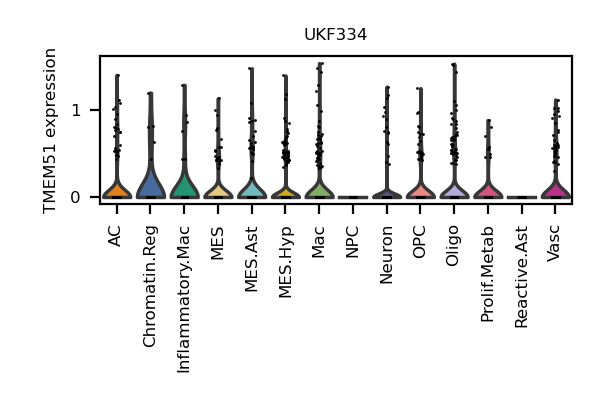 UKF334
TMEM51 expression
1
0
AC
Chromatin.Reg
Inflammatory.Mac
MES
MES.Ast
MES.Hyp
Mac
NPC
Neuron
OPC
Oligo
Prolif.Metab
Reactive.Ast
Vasc